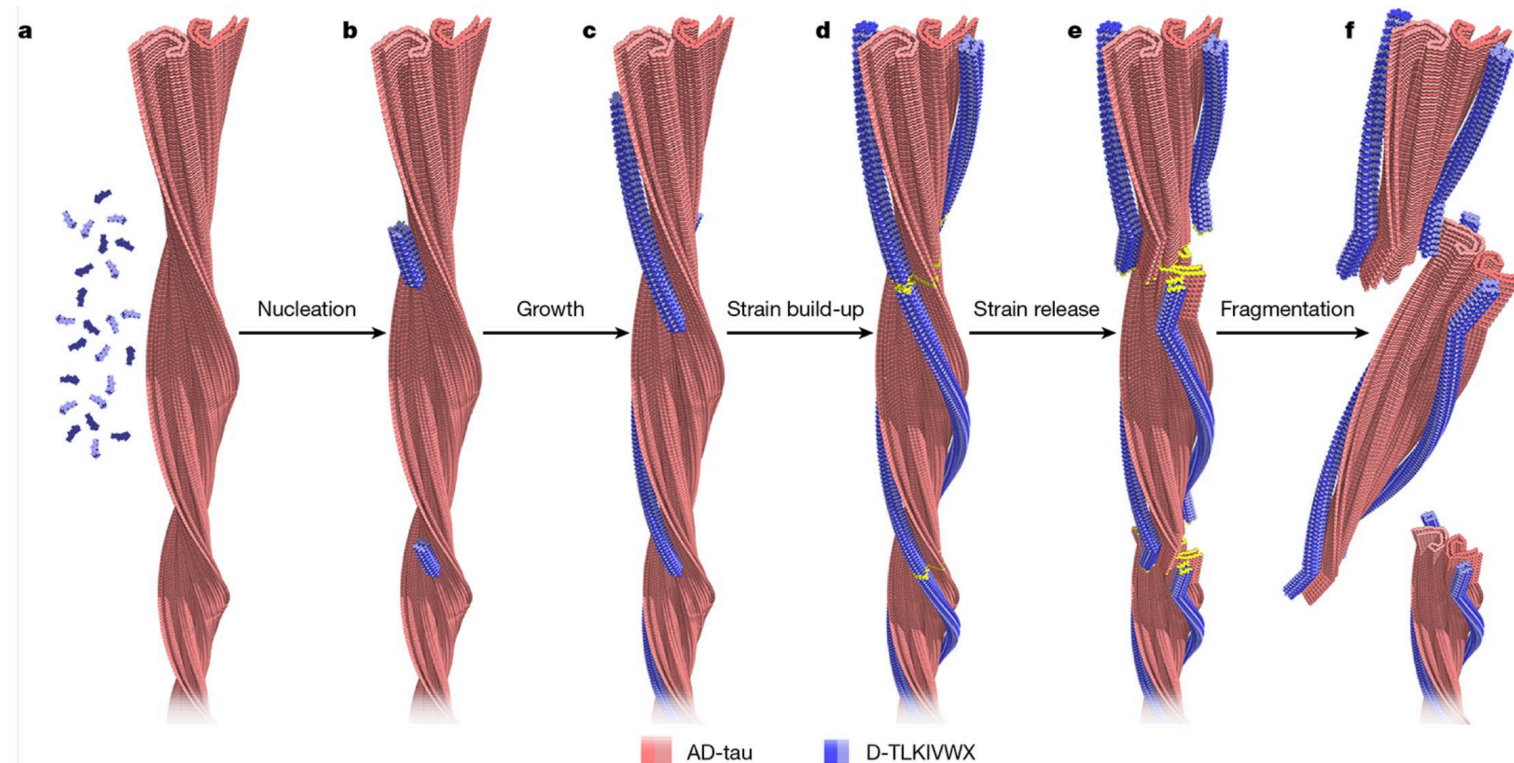 a b c d e f
Nucleation Growth Strain build-up Strain release Fragmentation
AD-tau D-TLKIVWX